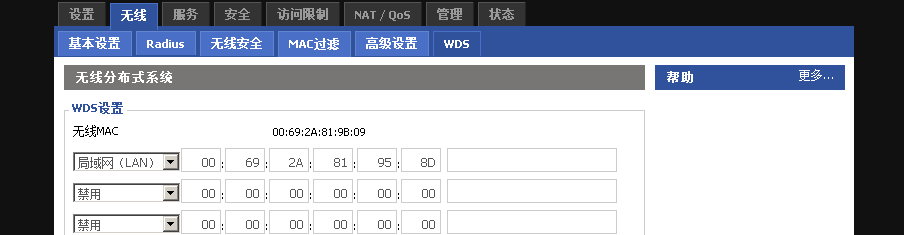 设置 无线 服务 安全 访问限制 NAT / QoS 管理 状态
基本设置 Radius 无线安全 MAC过滤 高级设置 WDS
无线分布式系统 帮助 更多...
WDS设置
无线MAC 00:69:2A:81:9B:09
局域网（LAN） 00 : 69 : 2A : 81 : 95 : 8D
禁用 00 : 00 : 00 : 00 : 00 : 00
禁用 00 : 00 : 00 : 00 : 00 : 00